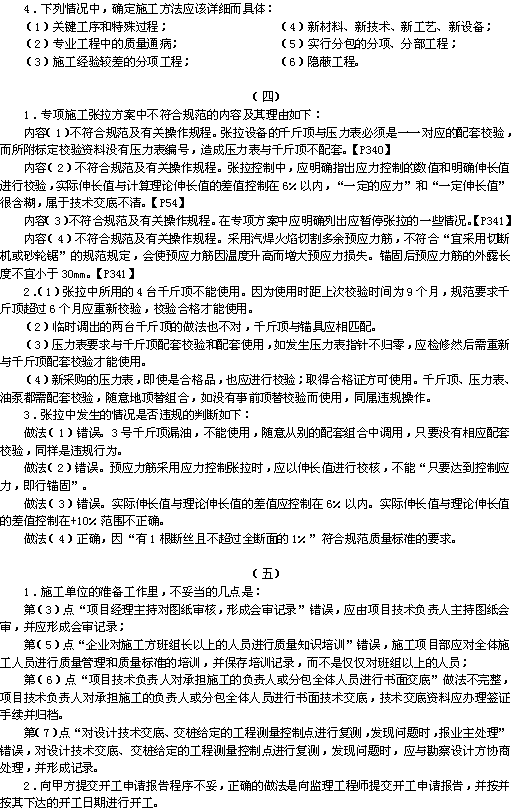 4．下列情况中，确定施工方法应该详细而具体：
（1）关键工序和特殊过程；　（4）新材料、新技术、新工艺、新设备；
（2）专业工程中的质量通病；　（5）实行分包的分项、分部工程；
（3）施工经验较差的分项工程；　（6）隐蔽工程。
（四）
1．专项施工张拉方案中不符合规范的内容及其理由如下：
内容（1）不符合规范及有关操作规程。张拉设备的千斤顶与压力表必须是一一对应的配套校验，
而所附标定校验资料没有压力表编号，造成压力表与千斤顶不配套。【P340】
内容（2）不符合规范及有关操作规程。张拉控制中，应明确指出应力控制的数值和明确伸长值
进行校验，实际伸长值与计算理论伸长值的差值控制在6％以内，“一定的应力”和“一定伸长值”
很含糊，属于技术交底不清。【P54】
内容（3）不符合规范及有关操作规程。在专项方案中应明确列出应暂停张拉的一些情况。【P341】
内容（4）不符合规范及有关操作规程。采用汽焊火焰切割多余预应力筋，不符合“宜采用切断
机或砂轮锯”的规范规定，会使预应力筋因温度升高而增大预应力损失。锚固后预应力筋的外露长
度不宜小于30mm。【P341】
2．（1）张拉中所用的4台千斤顶不能使用。因为使用时距上次校验时间为9个月，规范要求千
斤顶超过6个月应重新校验，校验合格才能使用。
（2）临时调出的两台千斤顶的做法也不对，千斤顶与锚具应相匹配。
（3）压力表要求与千斤顶配套校验和配套使用，如发生压力表指针不归零，应检修然后需重新
与千斤顶配套校验才能使用。
（4）新采购的压力表，即使是合格品，也应进行校验；取得合格证方可使用。千斤顶、压力表、
油泵都需配套校验，随意地顶替组合，如没有事前顶替校验而使用，同属违规操作。
3．张拉中发生的情况是否违规的判断如下：
做法（1）错误。3号千斤顶漏油，不能使用，随意从别的配套组合中调用，只要没有相应配套
校验，同样是违规行为。
做法（2）错误。预应力筋采用应力控制张拉时，应以伸长值进行校核，不能“只要达到控制应
力，即行锚固”。
做法（3）错误。实际伸长值与理论伸长值的差值应控制在6％以内。实际伸长值与理论伸长值
的差值控制在+10％范围不正确。
做法（4）正确，因“有1根断丝且不超过全断面的1％”符合规范质量标准的要求。
（五）
1．施工单位的准备工作里，不妥当的几点是：
第（3）点“项目经理主持对图纸审核，形成会审记录”错误，应由项目技术负责人主持图纸会
审，并应形成会审记录；
第（5）点“企业对施工方班组长以上的人员进行质量知识培训”错误，施工项目部应对全体施
工人员进行质量管理和质量标准的培训，并保存培训记录，而不是仅仅对班组以上的人员；
第（6）点“项目技术负责人对承担施工的负责人或分包全体人员进行书面交底”做法不完整，
项目技术负责人对承担施工的负责人或分包全体人员进行书面技术交底，技术交底资料应办理签证
手续并归档。
第（7）点“对设计技术交底、交桩给定的工程测量控制点进行复测，发现问题时，报业主处理”
错误，对设计技术交底、交桩给定的工程测量控制点进行复测，发现问题时，应与勘察设计方协商
处理，并形成记录。
2．向甲方提交开工申请报告程序不妥，正确的做法是向监理工程师提交开工申请报告，并按并
按其下达的开工日期进行开工。